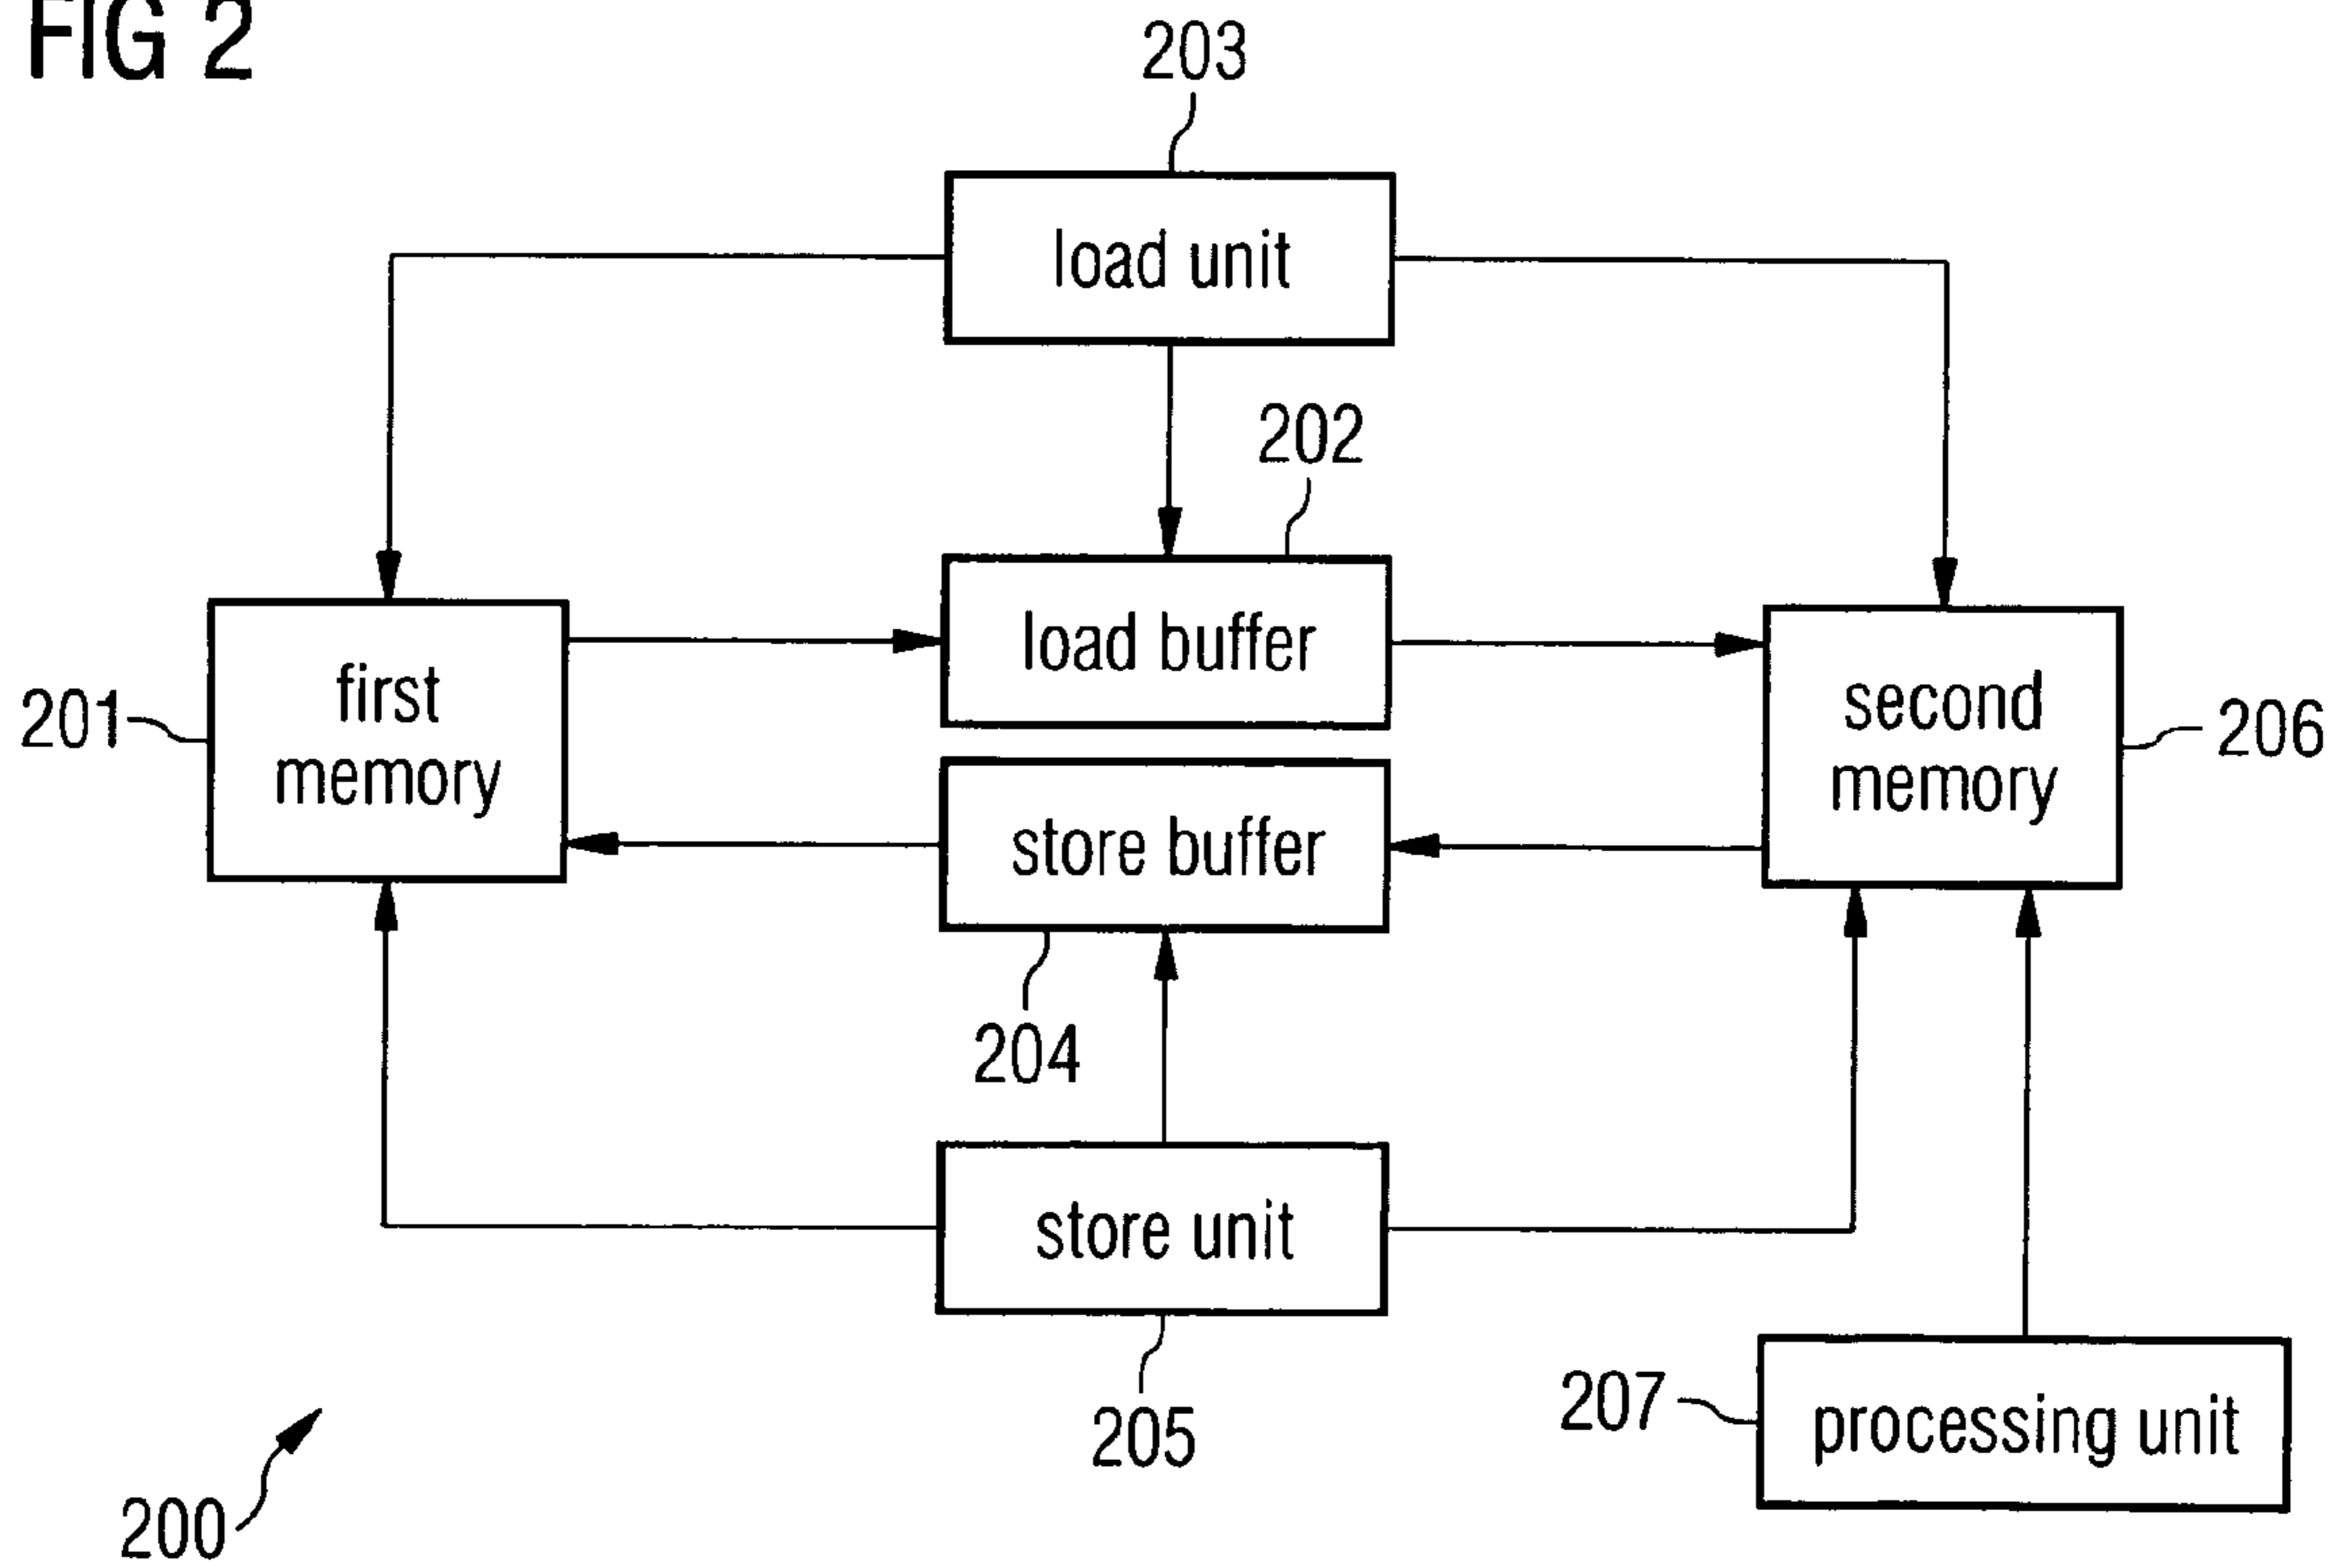 FIG 2
203
load unit
202
load buffer
first
memory
201
second
memory
206
store buffer
204
store unit
205
207
processing unit
200